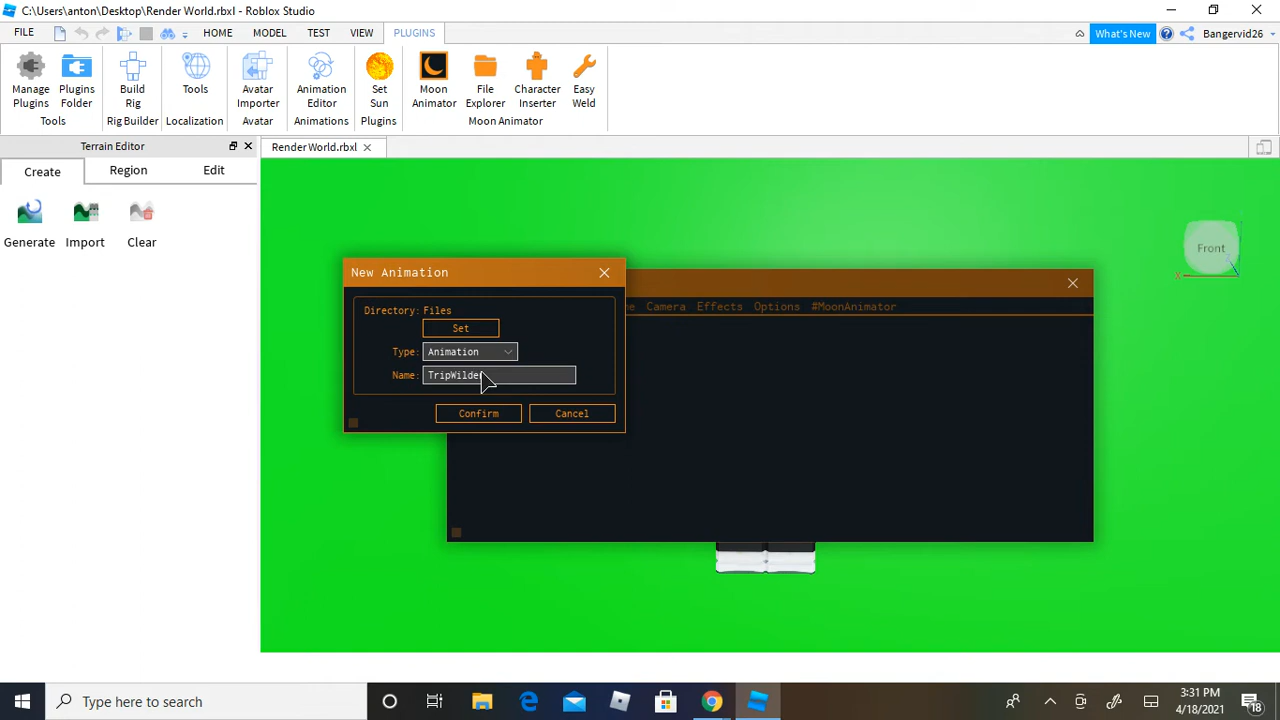 C:\Users\anton\Desktop\Render World.rbxl - Roblox Studio
FILE HOME MODEL TEST VIEW PLUGINS What's New Bangervid26
Manage Plugins
Plugins Folder
Tools
Build Rig
Rig Builder
Tools
Localization
Avatar Importer
Avatar
Animation Editor
Animations
Set Sun
Plugins
Moon Animator
File Explorer
Character Inserter
Easy Weld
Moon Animator
Terrain Editor
Render World.rbxl
Create Region Edit
Generate Import Clear
Front
New Animation
Camera Effects Options #MoonAnimator
Directory: Files
Set
Type: Animation
Name: TripWilder
Confirm Cancel
Type here to search
3:31 PM
4/18/2021
18